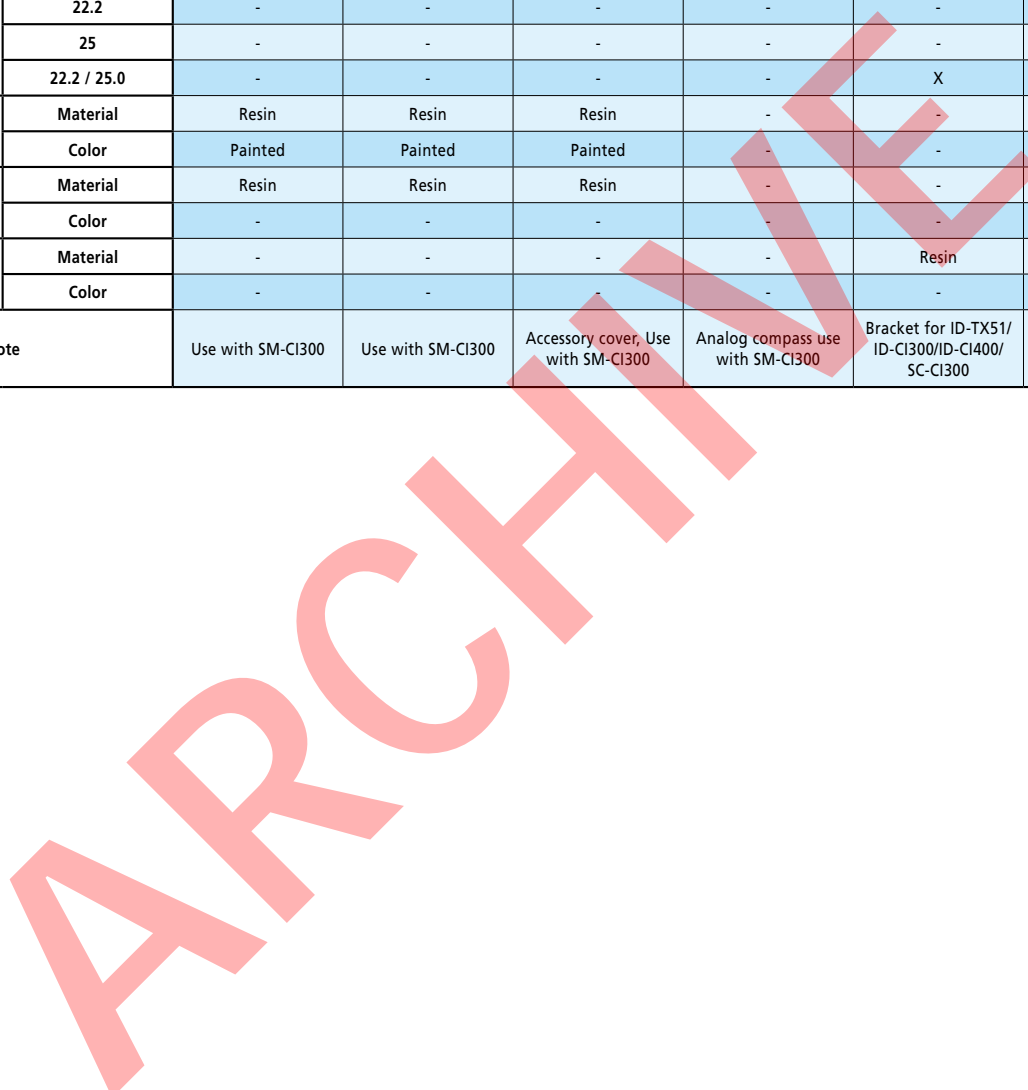 22.2 - - - - -
25 - - - - -
22.2 / 25.0 - - - - X
Material Resin Resin Resin - -
Color Painted Painted Painted - -
Material Resin Resin Resin - -
Color - - - - -
Material - - - - Resin
Color - - - - -
ote Use with SM-CI300 Use with SM-CI300 Accessory cover, Use with SM-CI300 Analog compass use with SM-CI300 Bracket for ID-TX51/ ID-CI300/ID-CI400/ SC-CI300
ARCHIVE